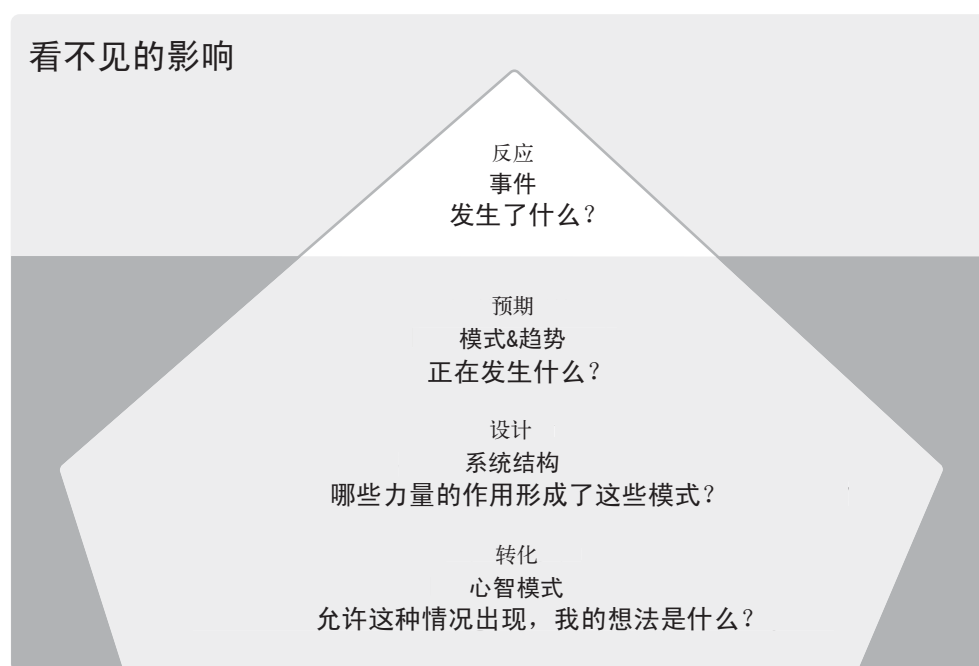 看不见的影响
反应
事件
发生了什么？
预期
模式&趋势
正在发生什么？
设计
系统结构
哪些力量的作用形成了这些模式？
转化
心智模式
允许这种情况出现，我的想法是什么？